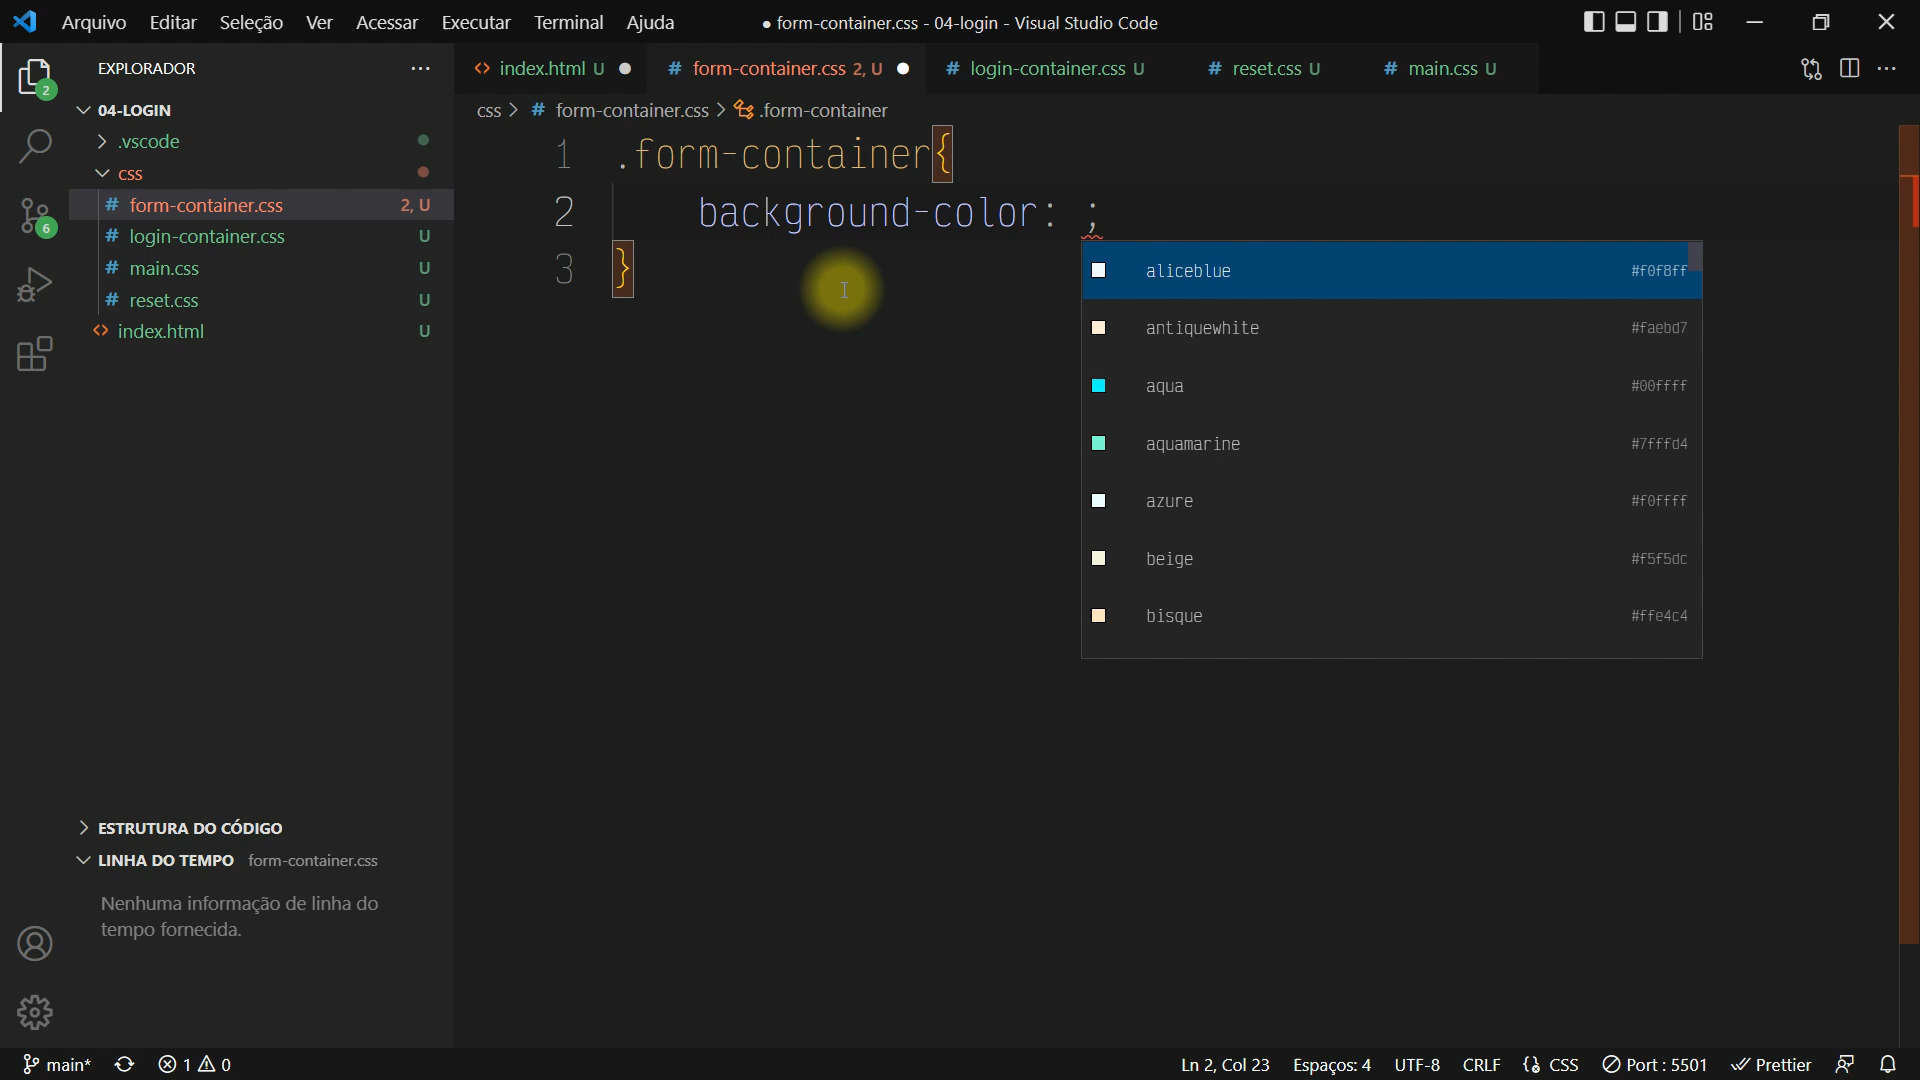 Arquivo Editar Seleção Ver Acessar Executar Terminal Ajuda
● form-container.css - 04-login - Visual Studio Code
EXPLORADOR
2
04-LOGIN
.vscode
css
# form-container.css 2, U
# login-container.css U
# main.css U
# reset.css U
<> index.html U
6
ESTRUTURA DO CÓDIGO
LINHA DO TEMPO form-container.css
Nenhuma informação de linha do
tempo fornecida.
<> index.html U ● # form-container.css 2, U ● # login-container.css U # reset.css U # main.css U
css > # form-container.css > .form-container
1 .form-container{
2 background-color: ;
3 }
aliceblue #f0f8ff
antiquewhite #faebd7
aqua #00ffff
aquamarine #7fffd4
azure #f0ffff
beige #f5f5dc
bisque #ffe4c4
main* 1 0 Ln 2, Col 23 Espaços: 4 UTF-8 CRLF {} CSS Port : 5501 Prettier